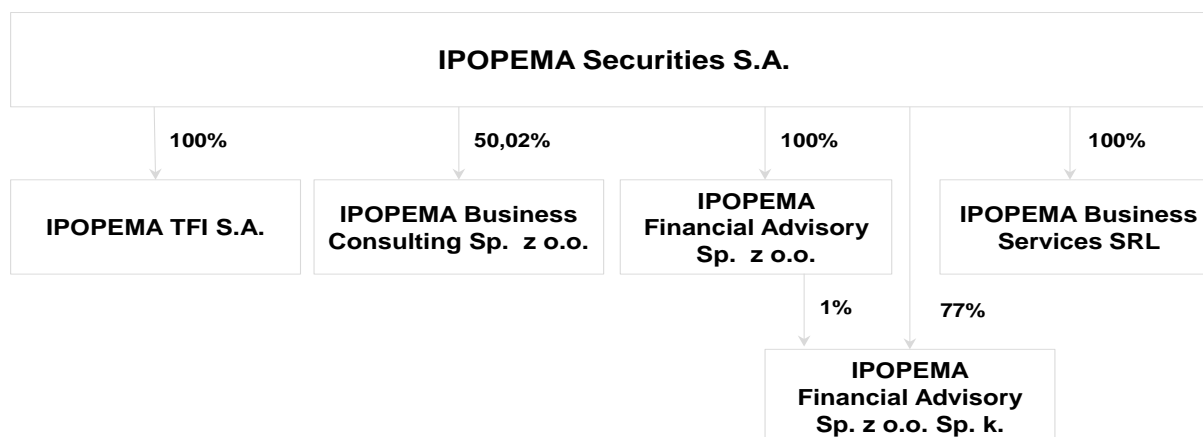 IPOPEMA Securities S.A.
100%
50,02%
100%
100%
IPOPEMA TFI S.A.
IPOPEMA Business
Consulting Sp. z o.o.
IPOPEMA
Financial Advisory
Sp. z o.o.
IPOPEMA Business
Services SRL
1%
77%
IPOPEMA
Financial Advisory
Sp. z o.o. Sp. k.